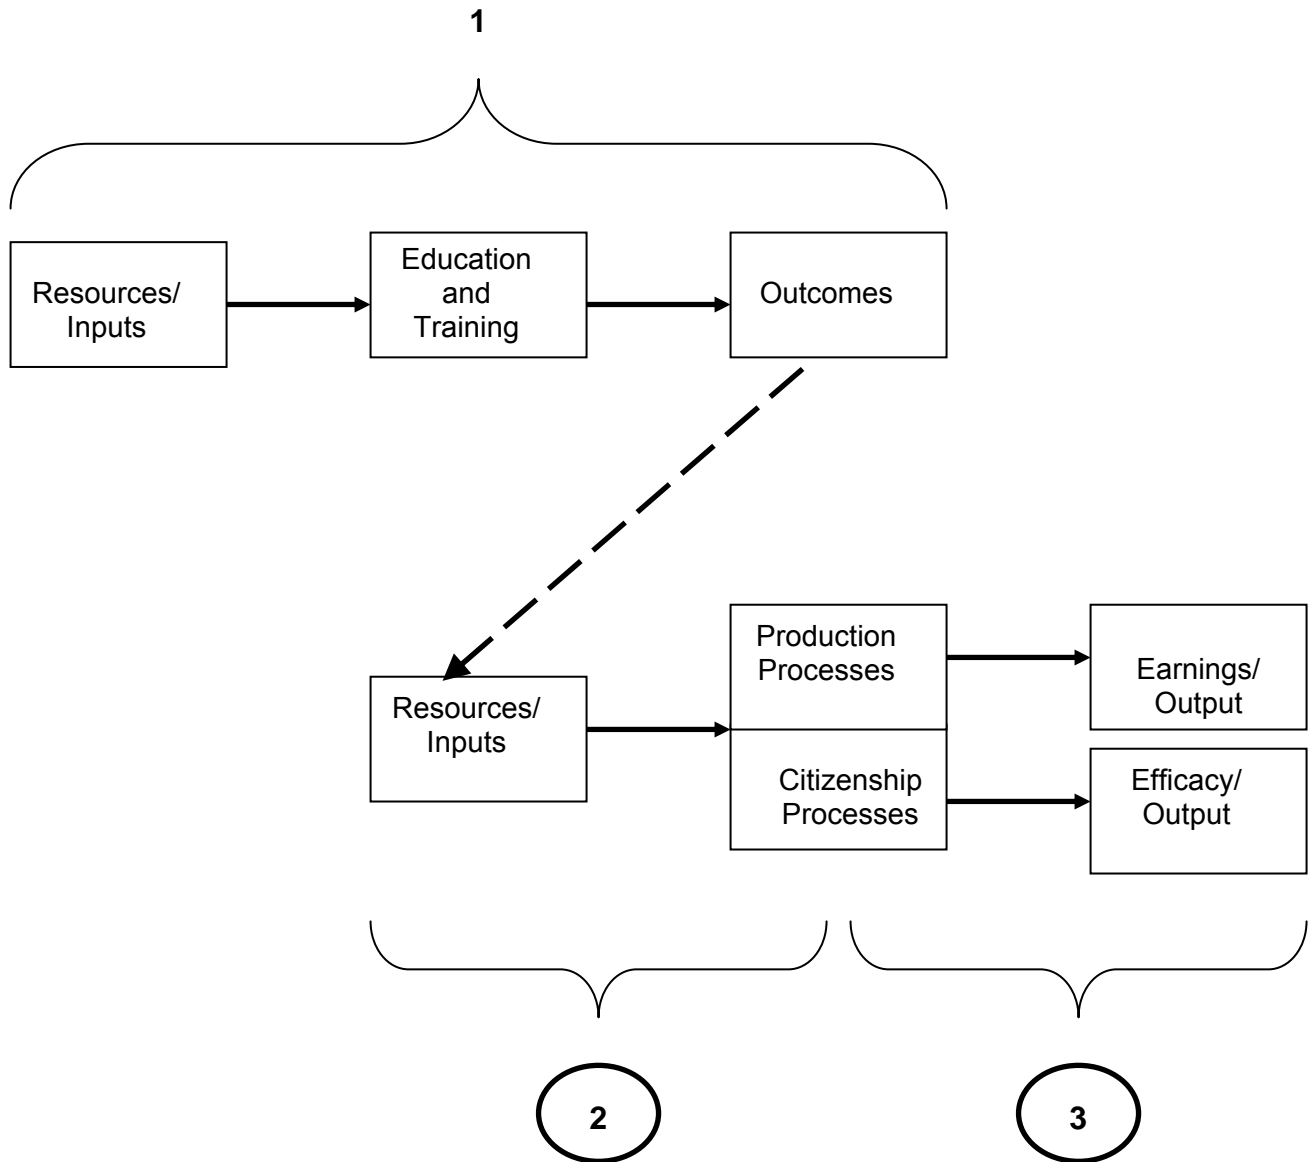 1
Resources/
Inputs
Education
and
Training
Outcomes
Resources/
Inputs
Production
Processes
Earnings/
Output
Citizenship
Processes
Efficacy/
Output
2
3